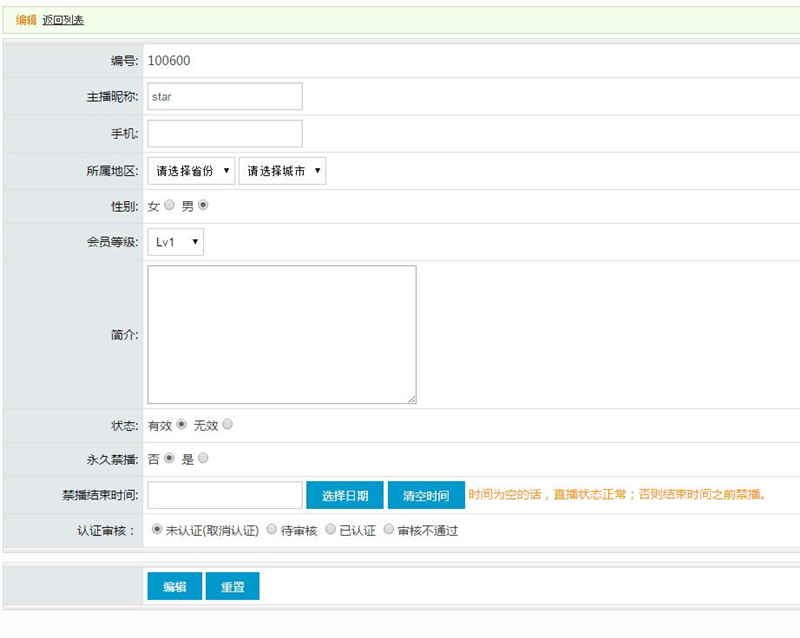 编辑 返回列表
编号: 100600
主播昵称: star
手机:
所属地区: 请选择省份 请选择城市
性别: 女 男
会员等级: Lv1
简介:
状态: 有效 无效
永久禁播: 否 是
禁播结束时间: 选择日期 清空时间 时间为空的话，直播状态正常；否则结束时间之前禁播。
认证审核： 未认证(取消认证) 待审核 已认证 审核不通过
编辑 重置